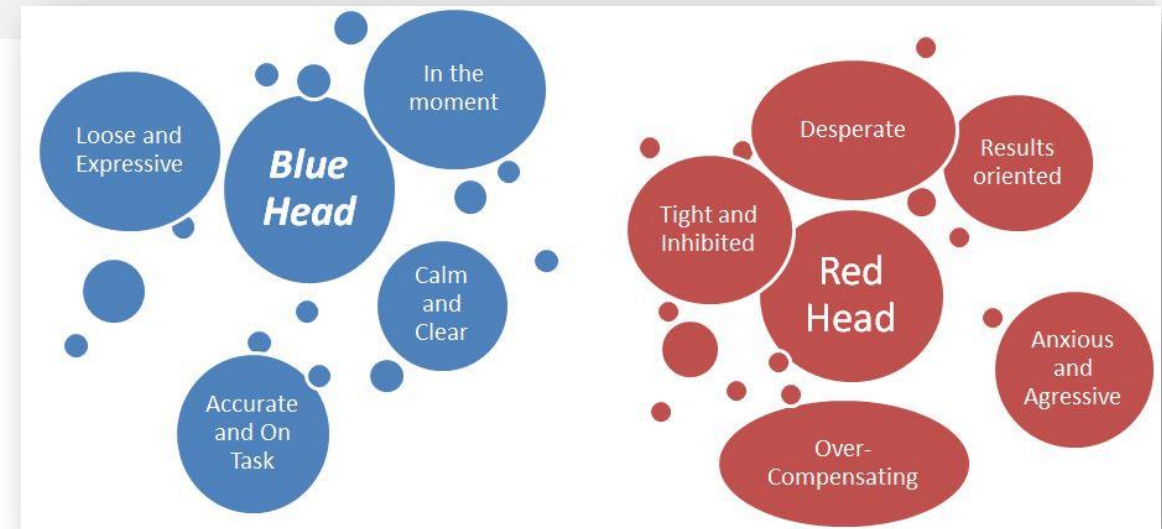 In the
moment
Loose and
Expressive
Blue
Head
Calm
and
Clear
Accurate
and On
Task
Desperate
Results
oriented
Tight and
Inhibited
Red
Head
Anxious
and
Agressive
Over-
Compensating